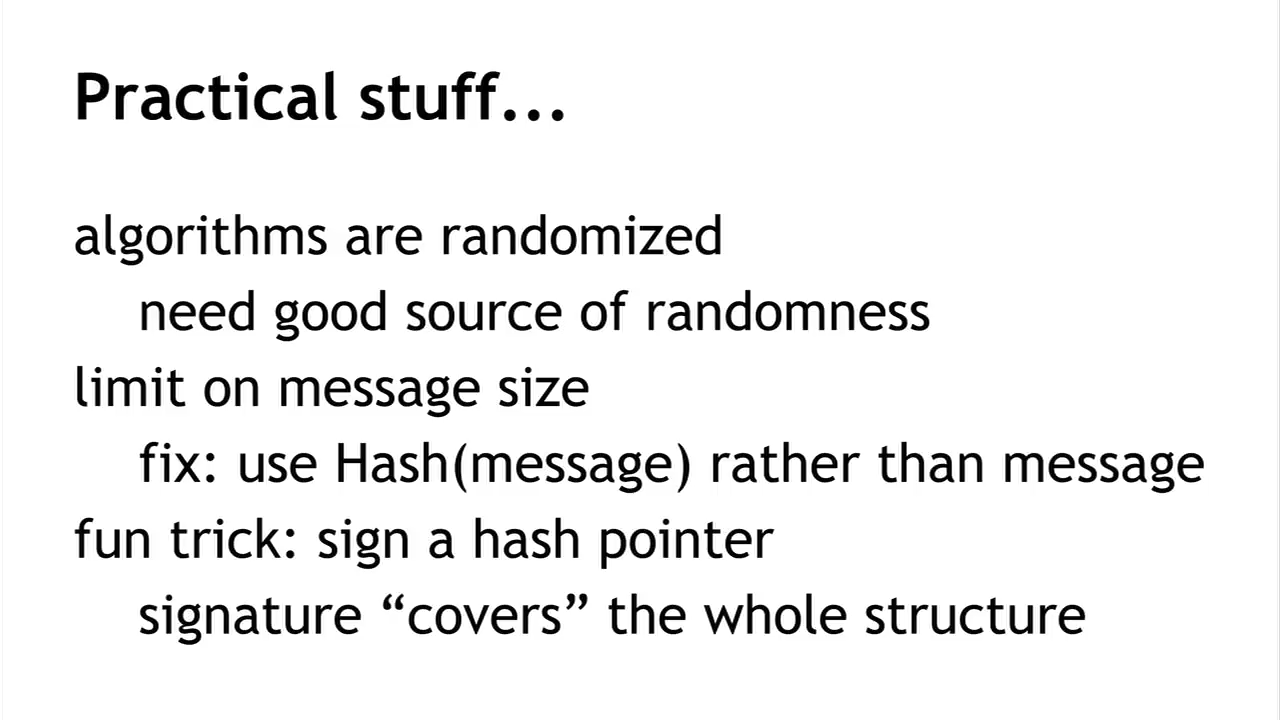 Practical stuff...
algorithms are randomized
need good source of randomness
limit on message size
fix: use Hash(message) rather than message
fun trick: sign a hash pointer
signature “covers” the whole structure